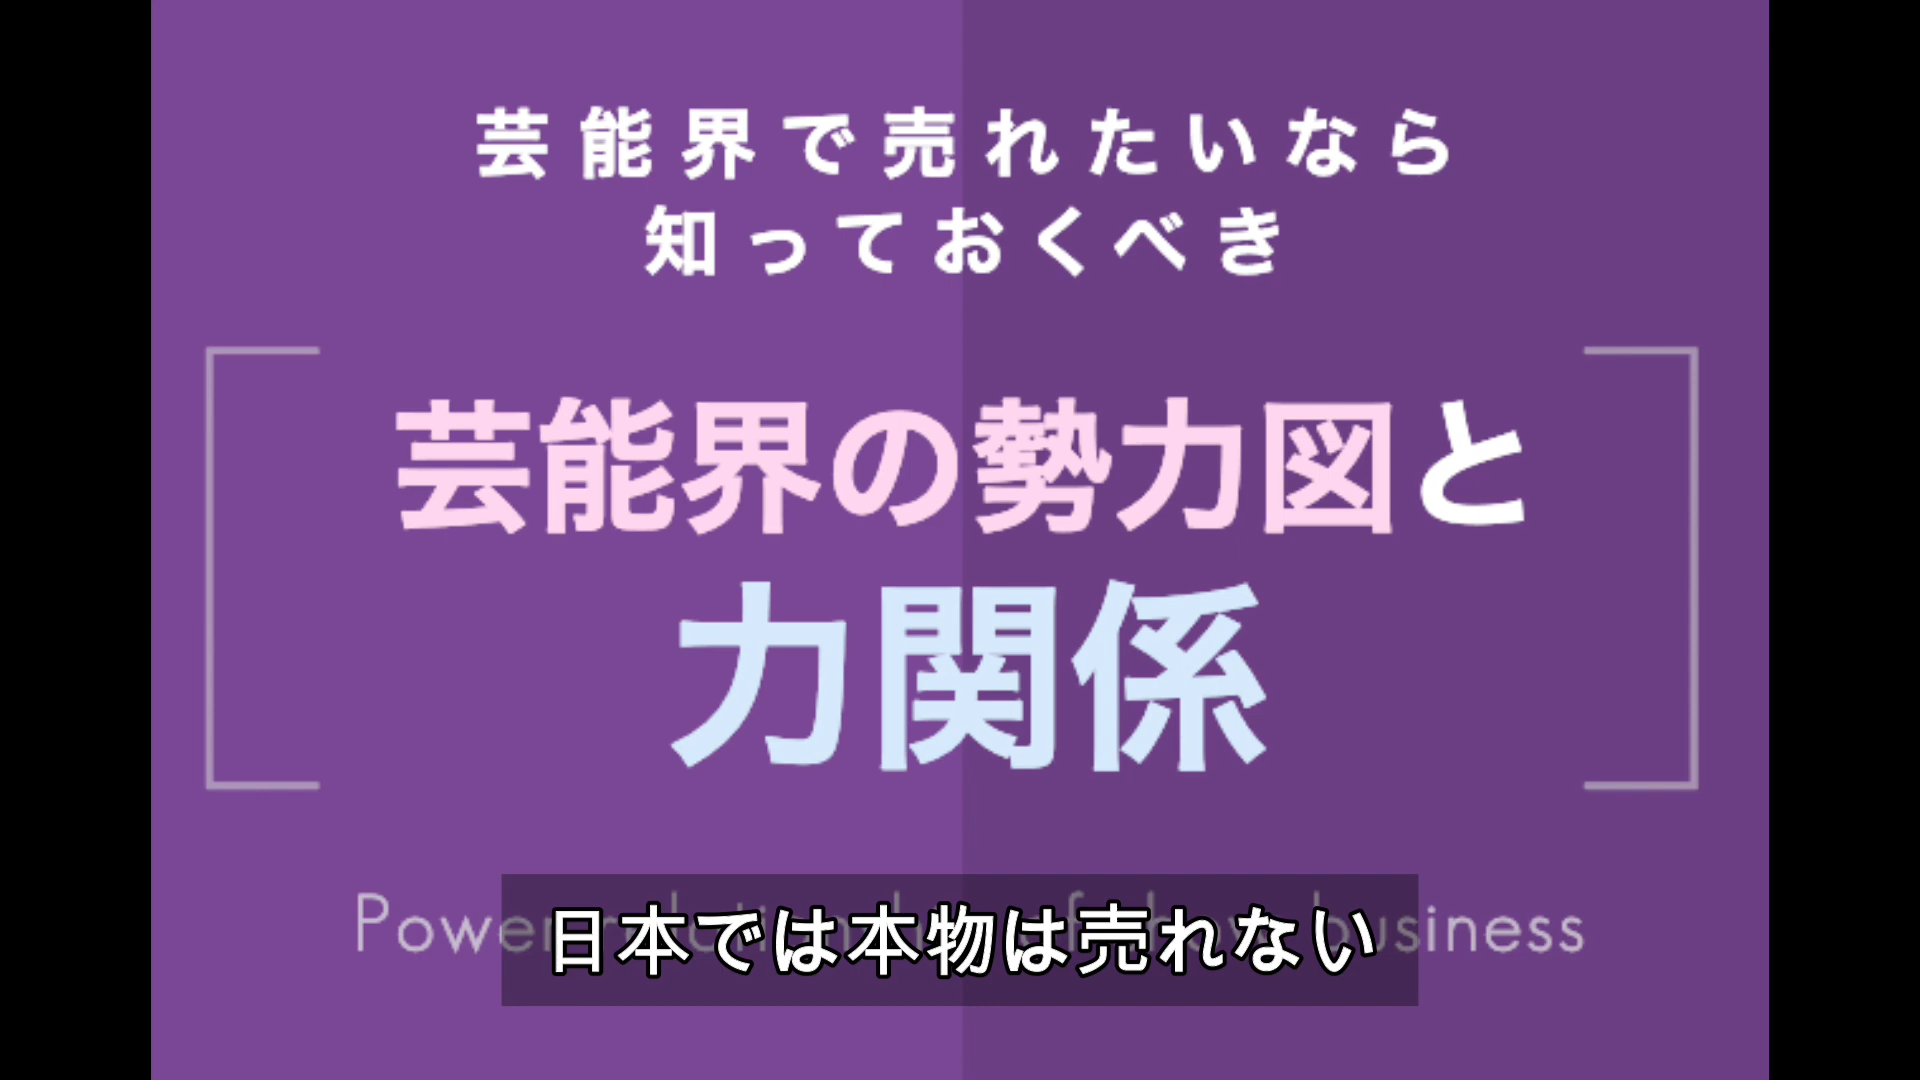 芸能界で売れたいなら
知っておくべき
芸能界の勢力図と
力関係
business
日本では本物は売れない